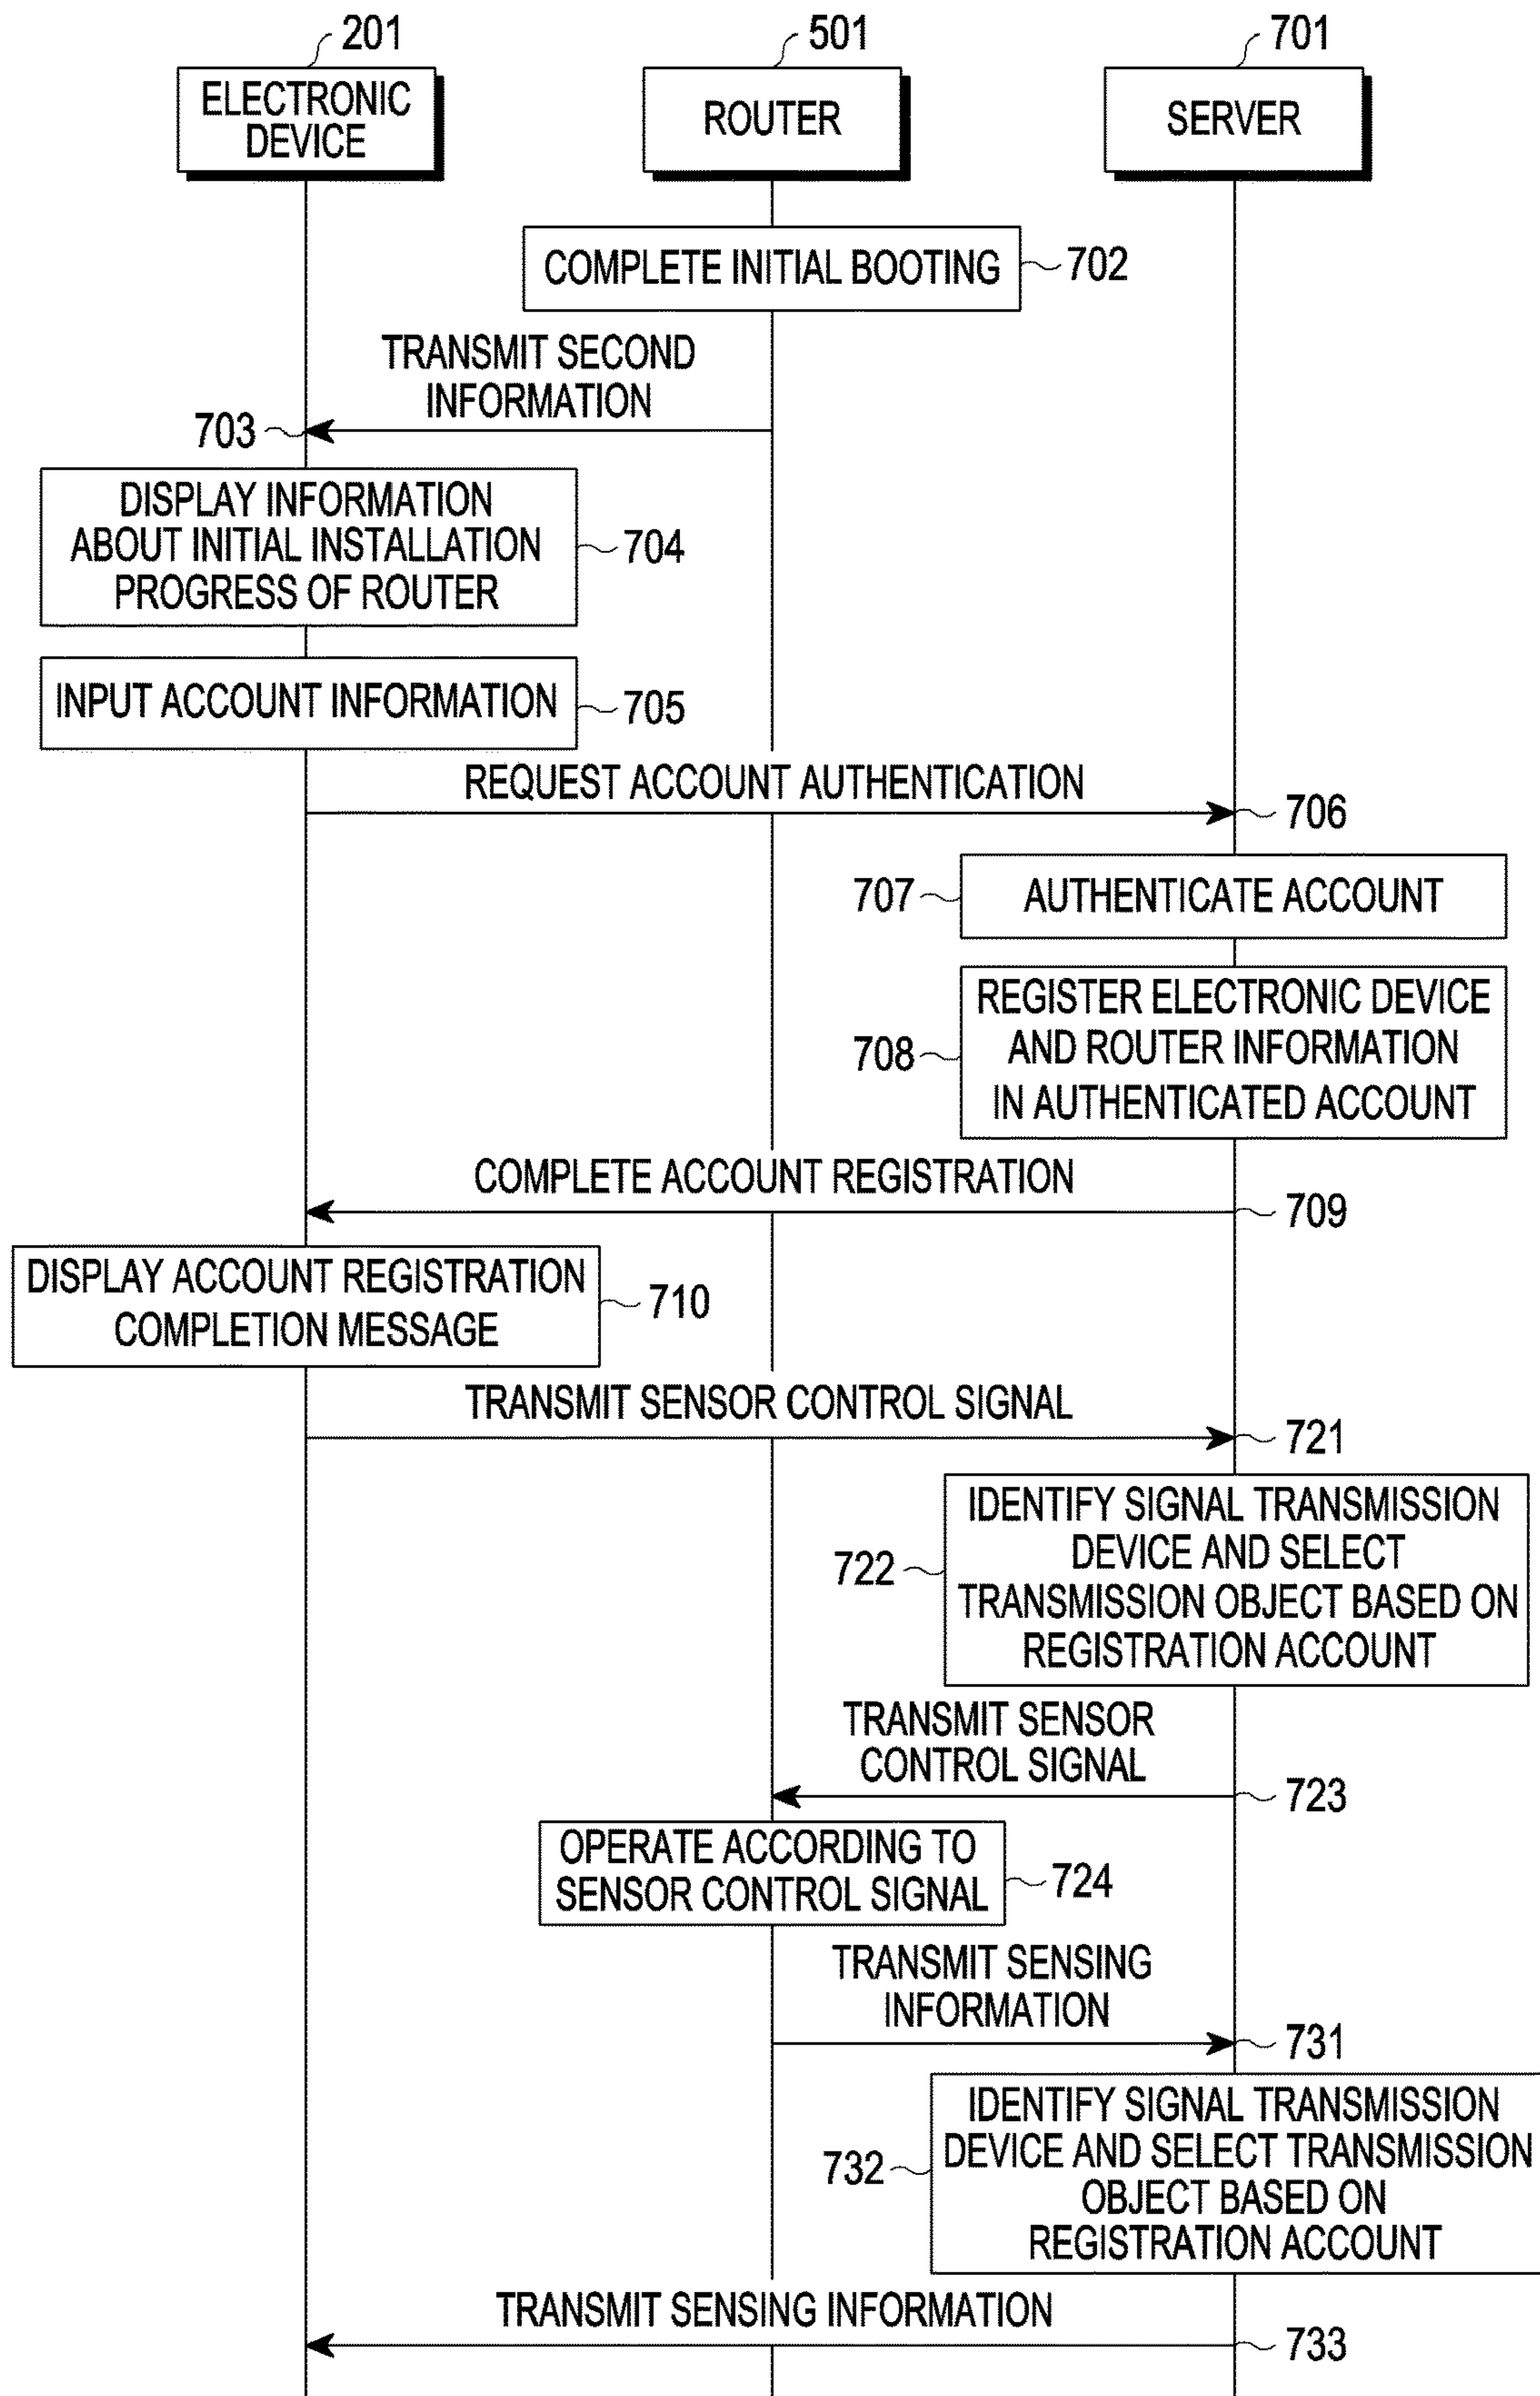 201
501
701
ELECTRONIC
DEVICE
ROUTER
SERVER
COMPLETE INITIAL BOOTING
702
TRANSMIT SECOND
INFORMATION
703
DISPLAY INFORMATION
ABOUT INITIAL INSTALLATION
PROGRESS OF ROUTER
704
INPUT ACCOUNT INFORMATION
705
REQUEST ACCOUNT AUTHENTICATION
706
707
AUTHENTICATE ACCOUNT
708
REGISTER ELECTRONIC DEVICE
AND ROUTER INFORMATION
IN AUTHENTICATED ACCOUNT
COMPLETE ACCOUNT REGISTRATION
709
DISPLAY ACCOUNT REGISTRATION
COMPLETION MESSAGE
710
TRANSMIT SENSOR CONTROL SIGNAL
721
722
IDENTIFY SIGNAL TRANSMISSION
DEVICE AND SELECT
TRANSMISSION OBJECT BASED ON
REGISTRATION ACCOUNT
TRANSMIT SENSOR
CONTROL SIGNAL
723
OPERATE ACCORDING TO
SENSOR CONTROL SIGNAL
724
TRANSMIT SENSING
INFORMATION
731
732
IDENTIFY SIGNAL TRANSMISSION
DEVICE AND SELECT TRANSMISSION
OBJECT BASED ON
REGISTRATION ACCOUNT
TRANSMIT SENSING INFORMATION
733